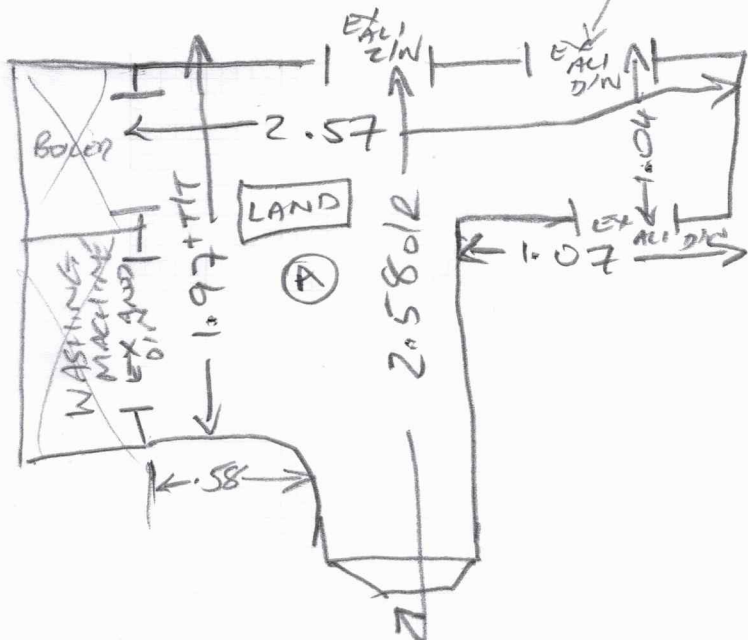 EX
ALI
Z/N
EX
ALI
D/N
BOILER
2.57
1.04
LAND
1.97 + T/T
2.58 O/R
A
EX
ALI D/N
1.07
WASHING
MACHINE
EX AND
D/N
.58